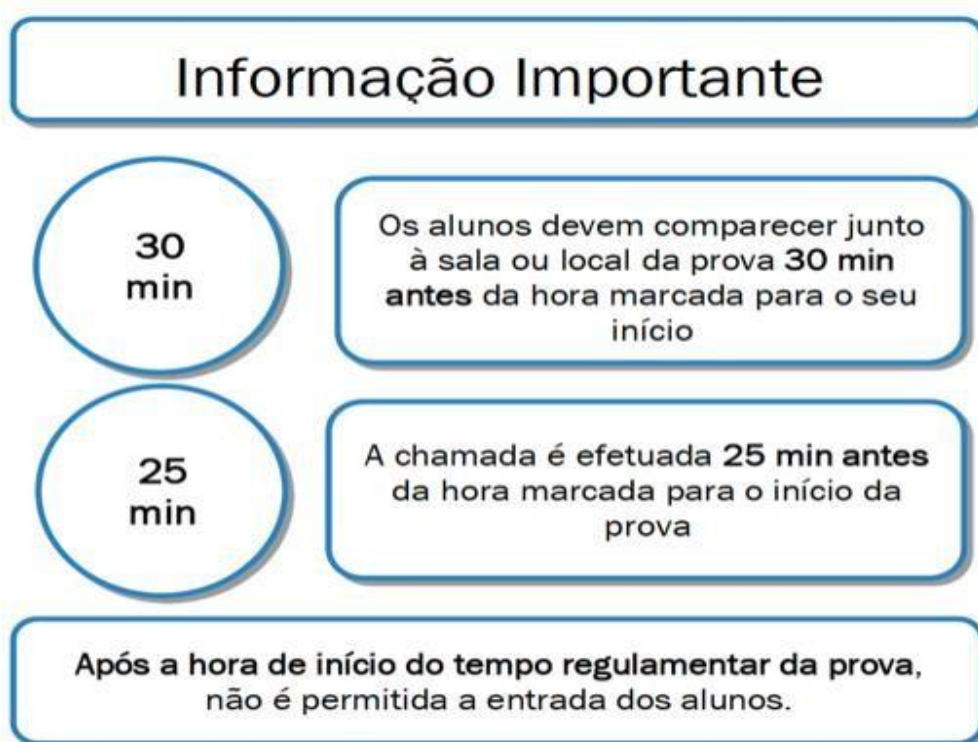 Informação Importante
30
min
Os alunos devem comparecer junto
à sala ou local da prova 30 min
antes da hora marcada para o seu
início
25
min
A chamada é efetuada 25 min antes
da hora marcada para o início da
prova
Após a hora de início do tempo regulamentar da prova,
não é permitida a entrada dos alunos.